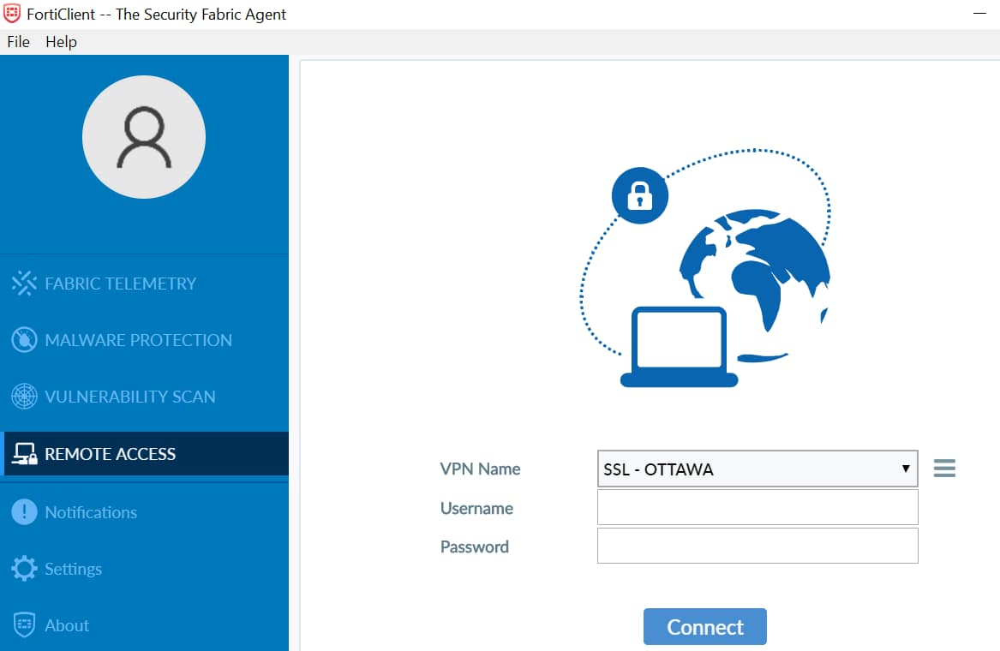 FortiClient -- The Security Fabric Agent
File Help
FABRIC TELEMETRY
MALWARE PROTECTION
VULNERABILITY SCAN
REMOTE ACCESS
Notifications
Settings
About
VPN Name
SSL - OTTAWA
Username
Password
Connect